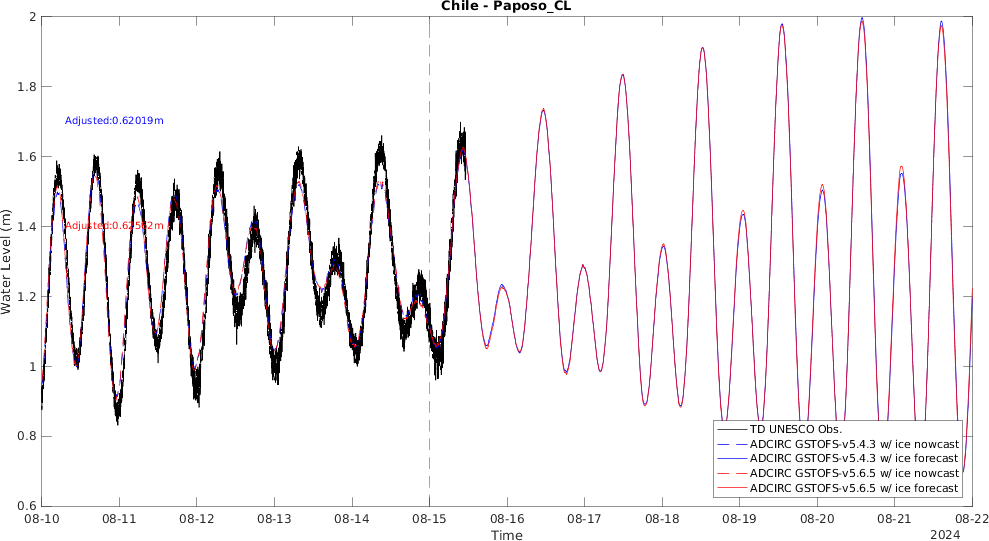 Chile - Paposo_CL
2
1.8
1.6
1.4
1.2
1
0.8
0.6
Water Level (m)
Adjusted:0.62019m
Adjusted:0.62502m
TD UNESCO Obs.
ADCIRC GSTOFS-v5.4.3 w/ ice nowcast
ADCIRC GSTOFS-v5.4.3 w/ ice forecast
ADCIRC GSTOFS-v5.6.5 w/ ice nowcast
ADCIRC GSTOFS-v5.6.5 w/ ice forecast
08-10 08-11 08-12 08-13 08-14 08-15 08-16 08-17 08-18 08-19 08-20 08-21 08-22
Time
2024